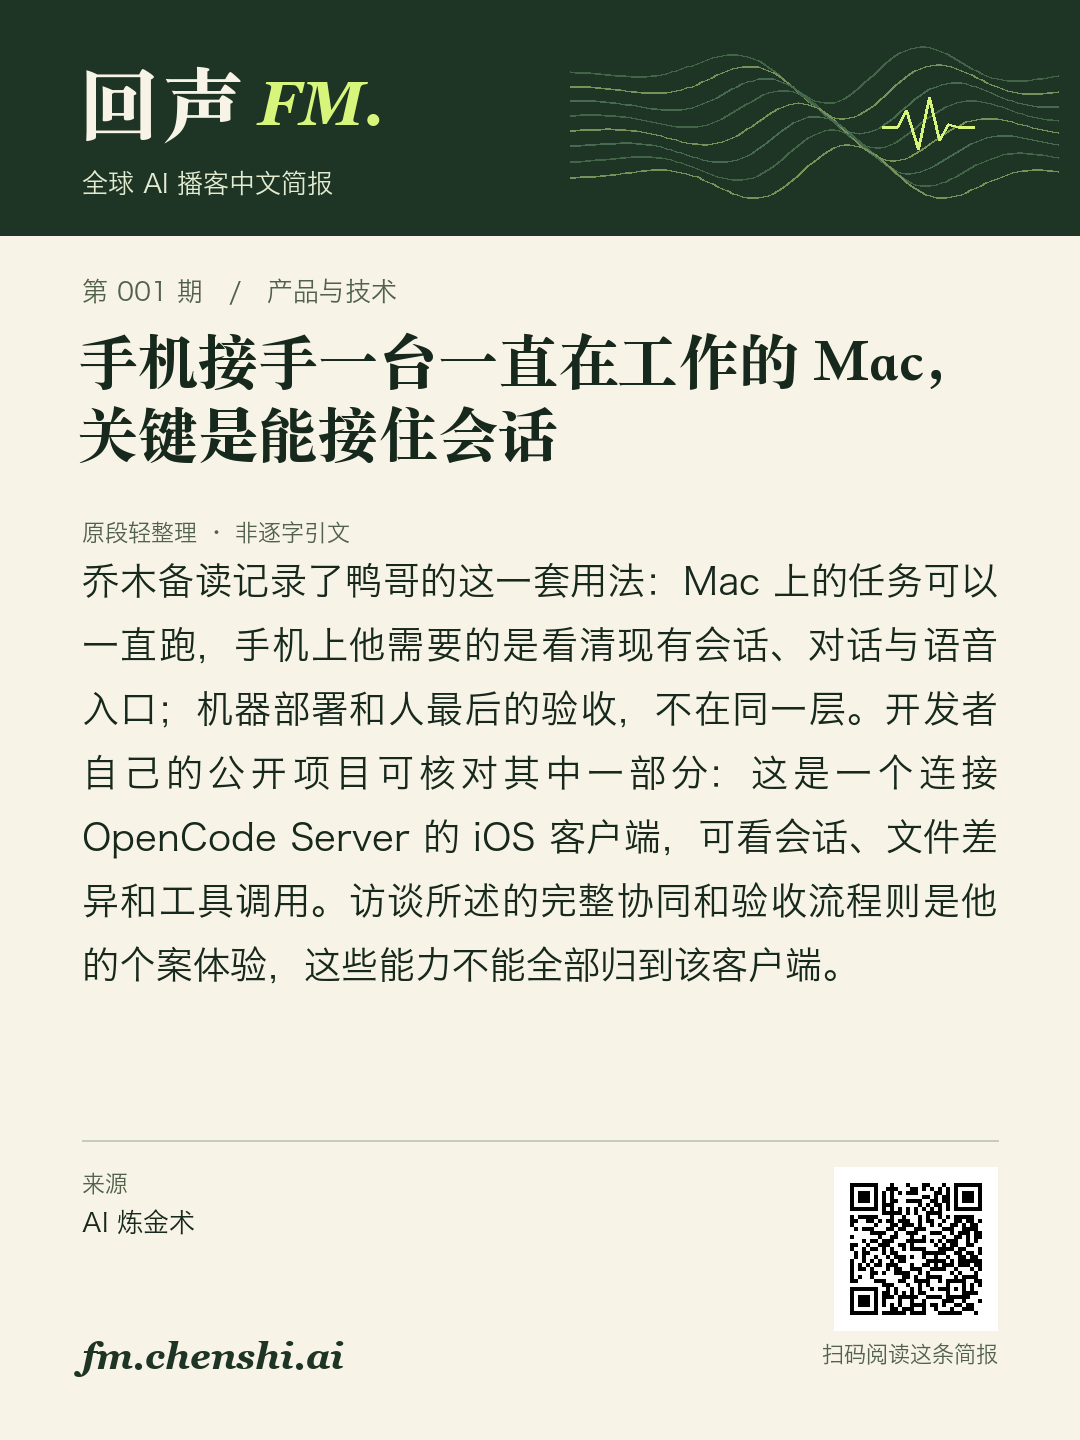 回声 FM.
全球 AI 播客中文简报
第 001 期 / 产品与技术
手机接手一台一直在工作的 Mac，
关键是能接住会话
原段轻整理 · 非逐字引文
乔木备读记录了鸭哥的这一套用法：Mac 上的任务可以
一直跑，手机上他需要的是看清现有会话、对话与语音
入口；机器部署和人最后的验收，不在同一层。开发者
自己的公开项目可核对其中一部分：这是一个连接
OpenCode Server 的 iOS 客户端，可看会话、文件差
异和工具调用。访谈所述的完整协同和验收流程则是他
的个案体验，这些能力不能全部归到该客户端。
来源
AI 炼金术
fm.chenshi.ai
扫码阅读这条简报